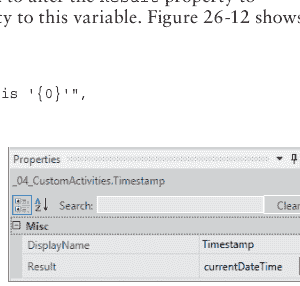 ty to this variable. Figure 26-12 shows
is '{0}'",
Properties
_04_CustomActivities.Timestamp
Search:
Clear
Misc
DisplayName Timestamp
Result currentDateTime